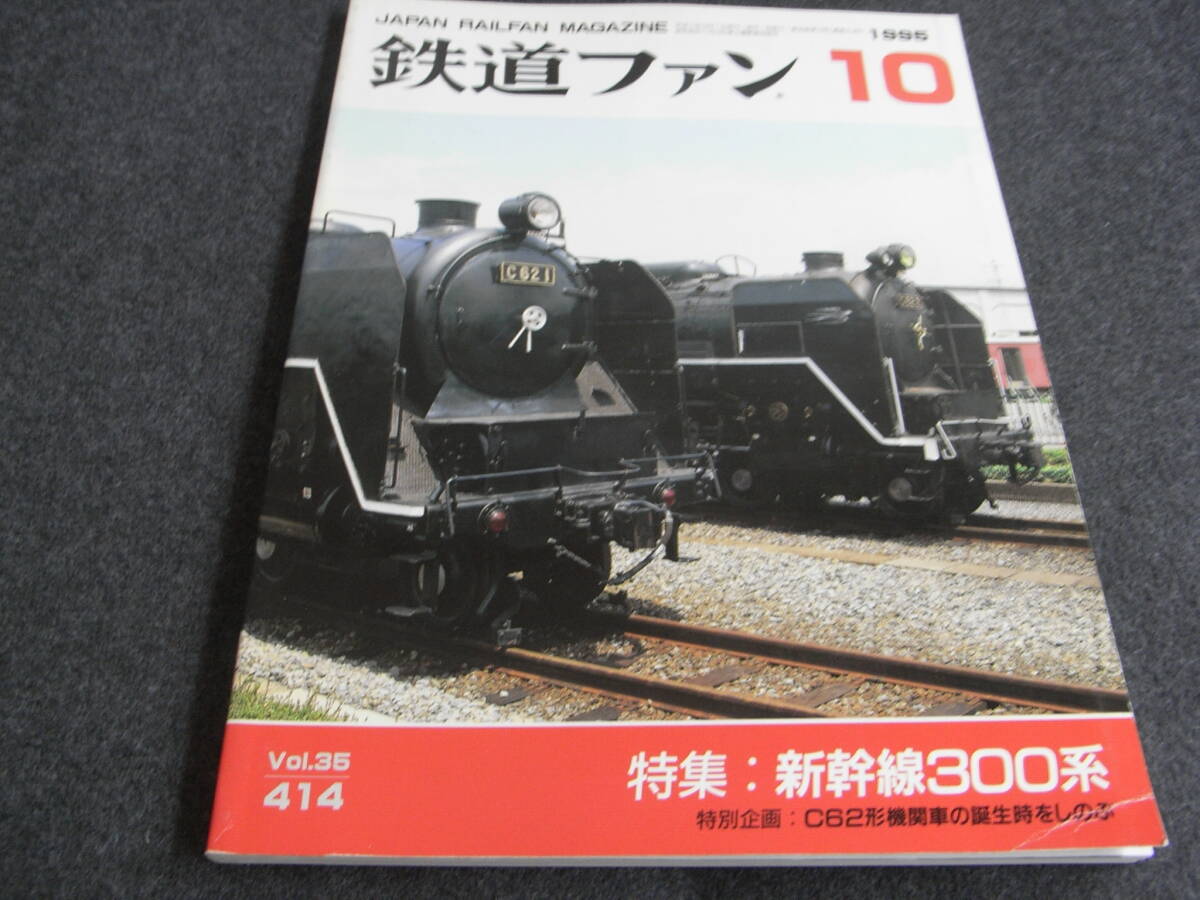 JAPAN RAILFAN MAGAZINE
1995
鉄道ファン 10
C62 1
Vol.35
414
特集：新幹線300系
特別企画：C62形機関車の誕生時をしのぶ